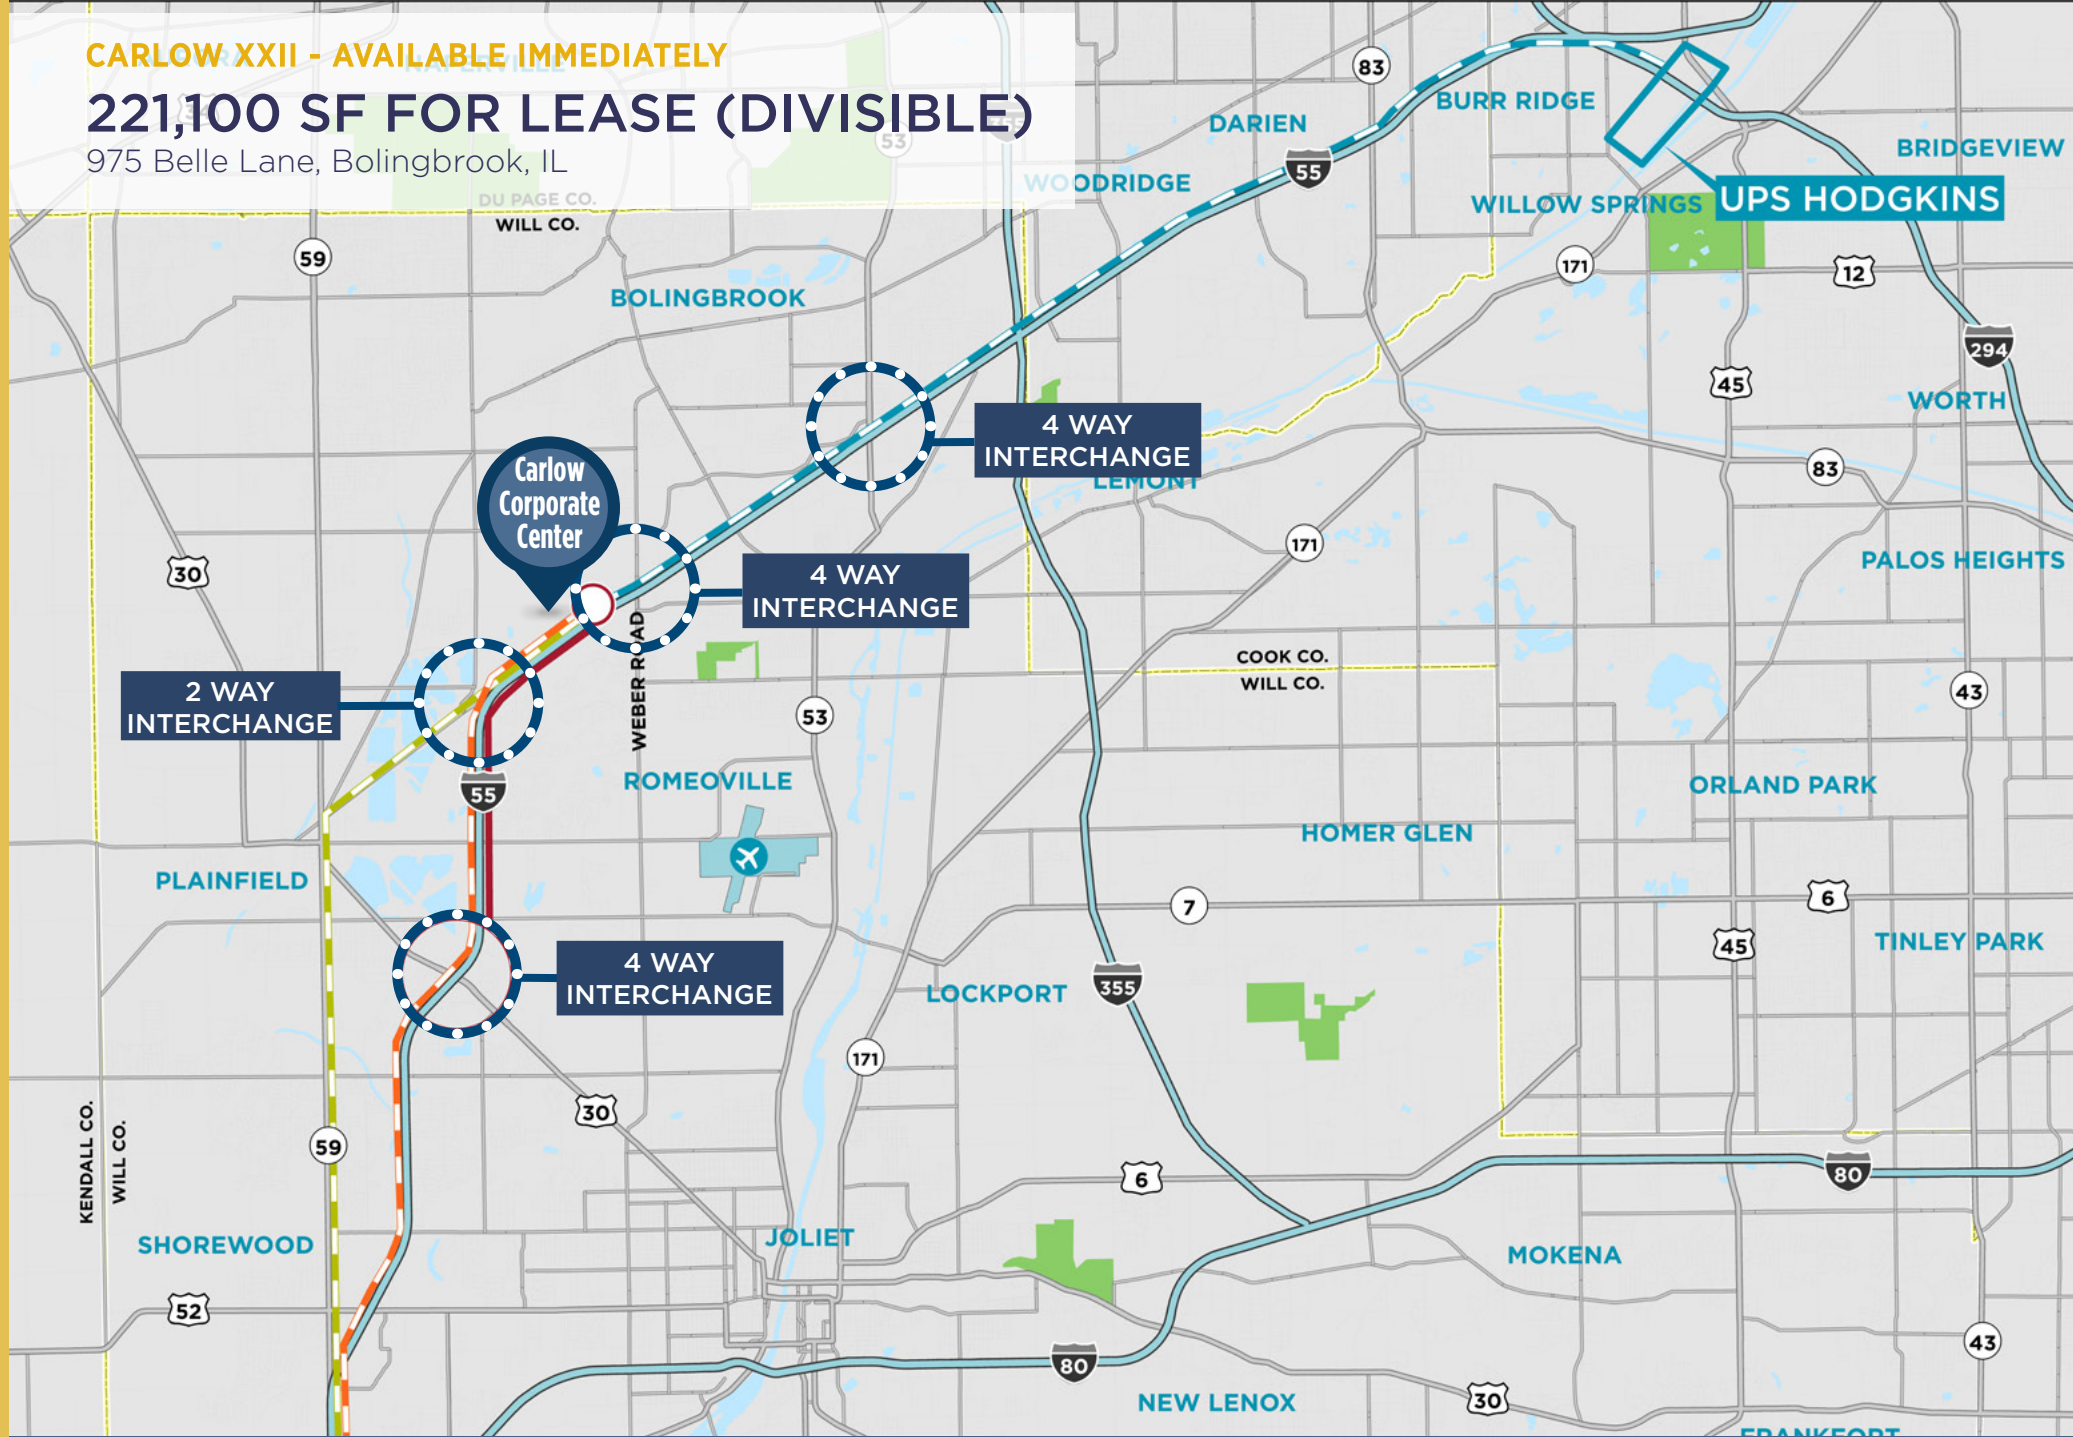 CARLOW XXII - AVAILABLE IMMEDIATELY
NAPERVILLE
34
221,100 SF FOR LEASE (DIVISIBLE)
53
355
975 Belle Lane, Bolingbrook, IL
DU PAGE CO.
WILL CO.
83
DARIEN
BURR RIDGE
BRIDGEVIEW
55
WOODRIDGE
WILLOW SPRINGS
UPS HODGKINS
59
171
12
BOLINGBROOK
294
45
WORTH
4 WAY
INTERCHANGE
LEMONT
83
Carlow
Corporate
Center
171
30
4 WAY
INTERCHANGE
PALOS HEIGHTS
WEBER ROAD
COOK CO.
WILL CO.
2 WAY
INTERCHANGE
43
53
55
ROMEOVILLE
ORLAND PARK
HOMER GLEN
PLAINFIELD
7
6
45
TINLEY PARK
4 WAY
INTERCHANGE
LOCKPORT
355
171
30
KENDALL CO.
WILL CO.
59
6
80
SHOREWOOD
JOLIET
MOKENA
52
43
80
NEW LENOX
30
FRANKFORT